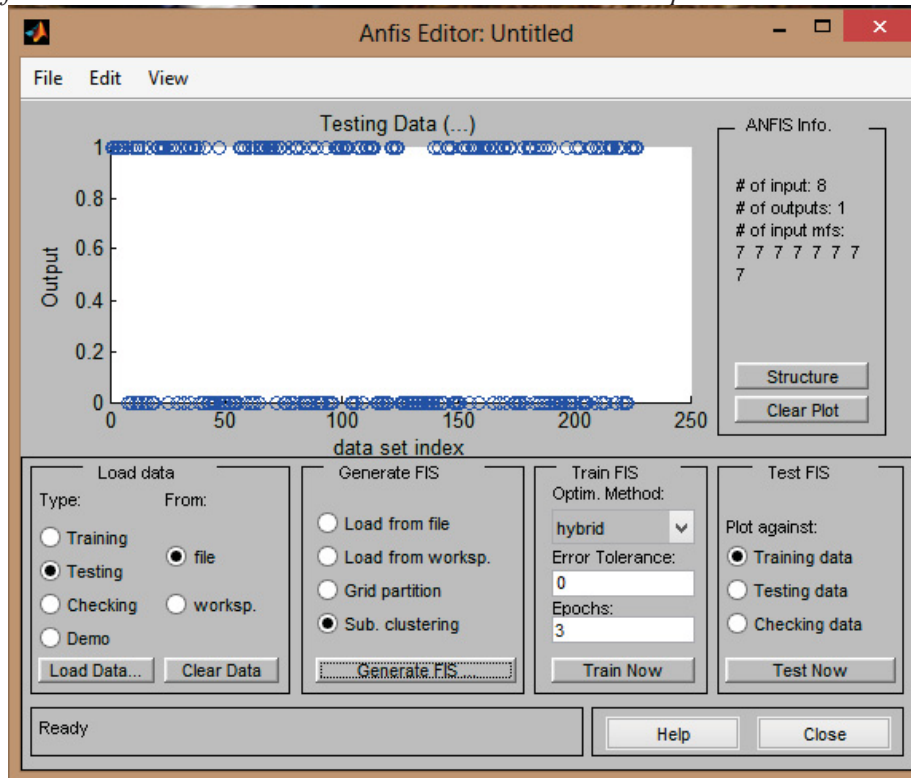 Anfis Editor: Untitled
File Edit View
Testing Data (...)
1
0.8
0.6
0.4
0.2
0
Output
0 50 100 150 200 250
data set index
ANFIS Info.
# of input: 8
# of outputs: 1
# of input mfs:
7 7 7 7 7 7 7
7
Structure
Clear Plot
Load data
Type: From:
Training
Testing
Checking
Demo
file
worksp.
Load Data... Clear Data
Generate FIS
Load from file
Load from worksp.
Grid partition
Sub. clustering
Generate FIS ...
Train FIS
Optim. Method:
hybrid
Error Tolerance:
0
Epochs:
3
Train Now
Test FIS
Plot against:
Training data
Testing data
Checking data
Test Now
Ready
Help
Close